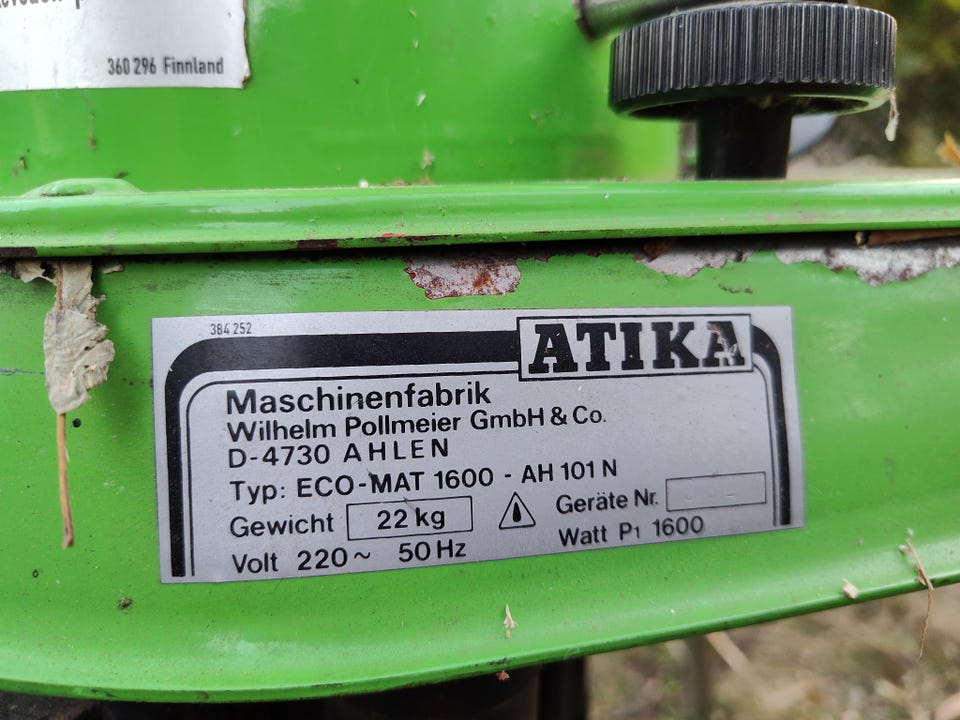 360 296 Finnland
384 252
ATIKA
Maschinenfabrik
Wilhelm Pollmeier GmbH & Co.
D-4730 AHLEN
Typ: ECO-MAT 1600 - AH 101 N
Gewicht 22 kg Geräte Nr.
Volt 220 ~ 50 Hz Watt P1 1600